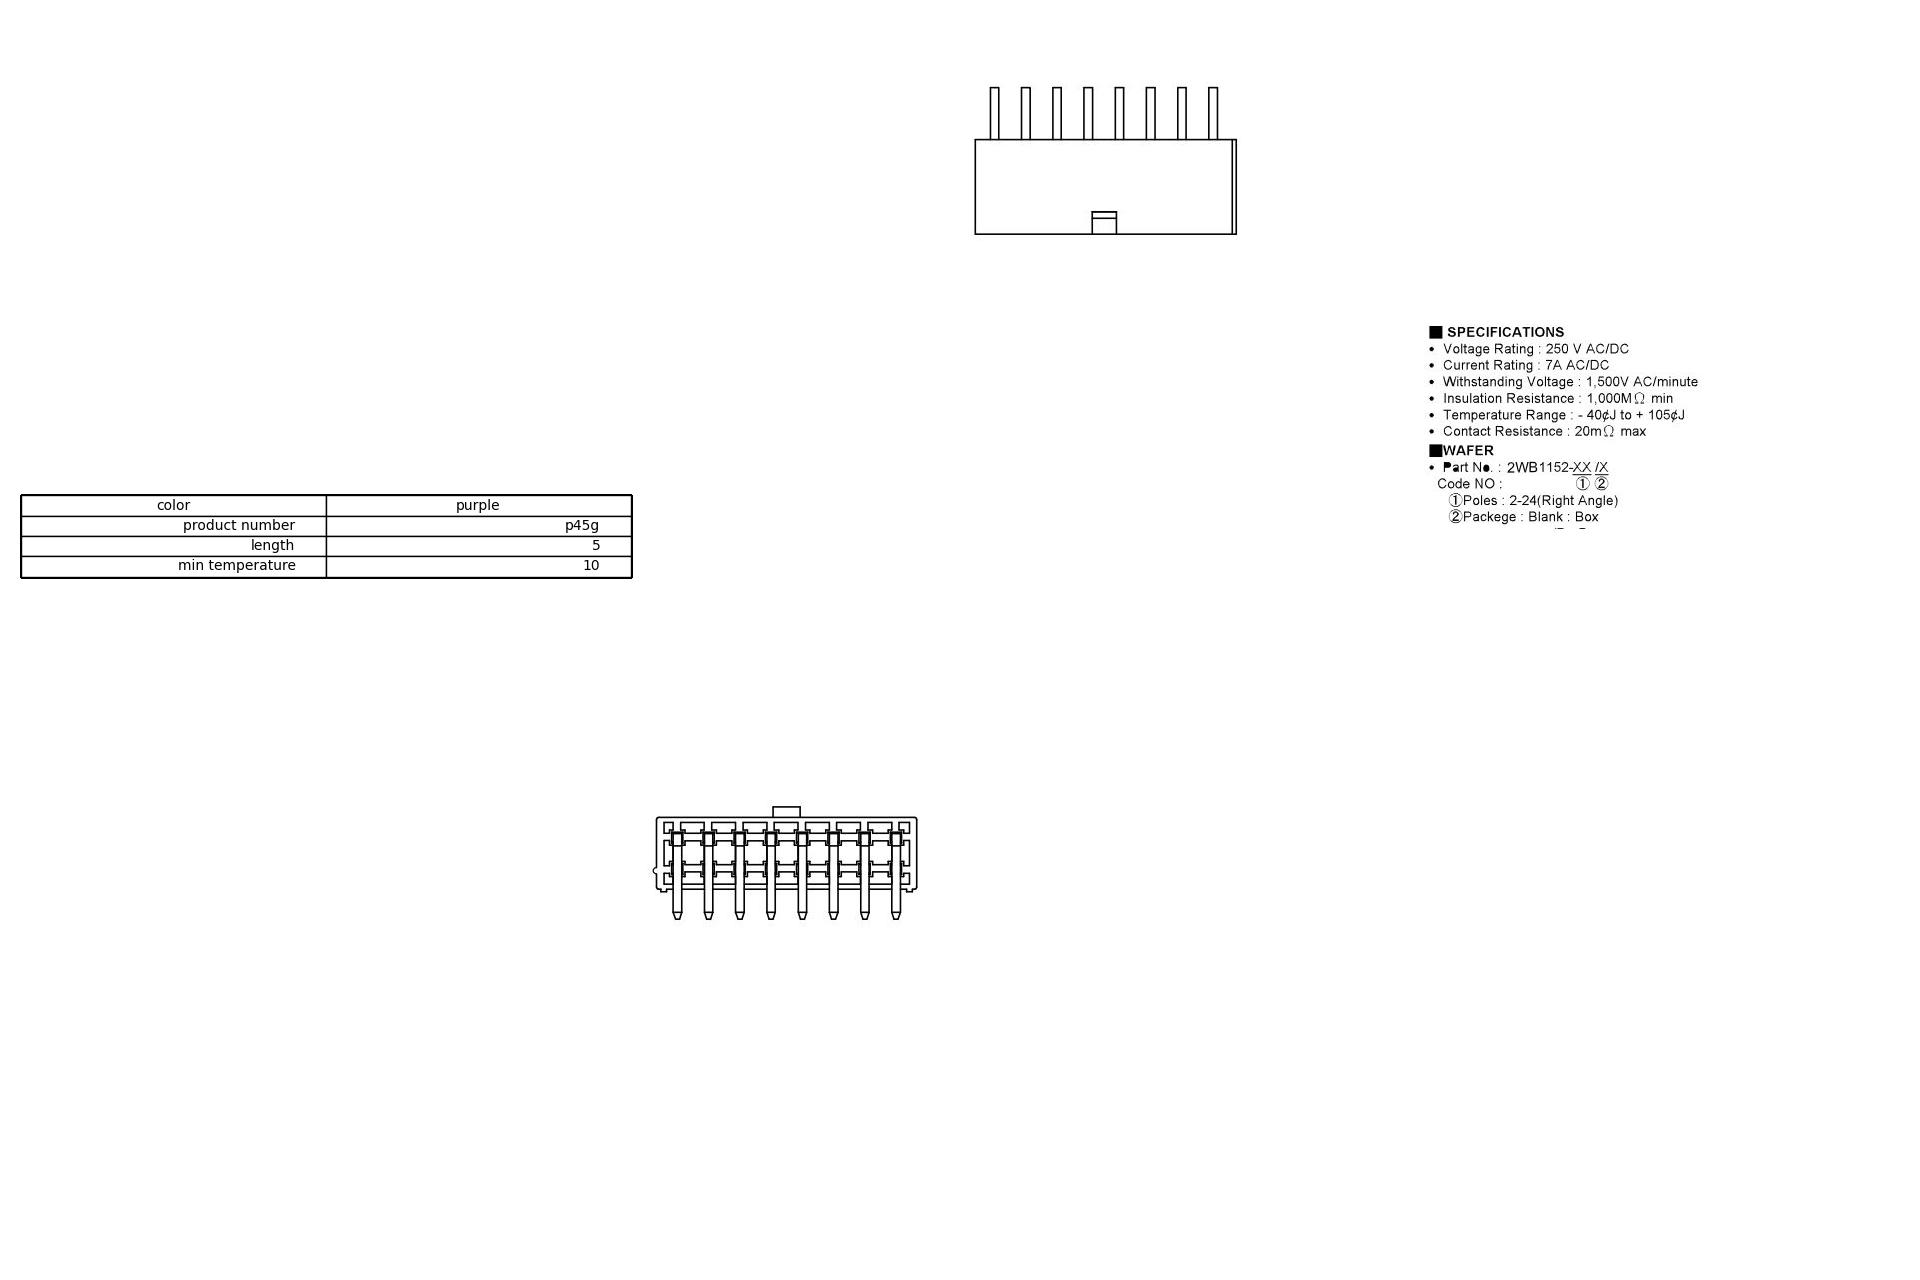 ■ SPECIFICATIONS
• Voltage Rating : 250 V AC/DC
• Current Rating : 7A AC/DC
• Withstanding Voltage : 1,500V AC/minute
• Insulation Resistance : 1,000MΩ min
• Temperature Range : - 40¢J to + 105¢J
• Contact Resistance : 20mΩ max
■WAFER
• Part No. : 2WB1152-XX /X
Code NO : ① ②
①Poles : 2-24(Right Angle)
②Packege : Blank : Box
color purple
product number p45g
length 5
min temperature 10